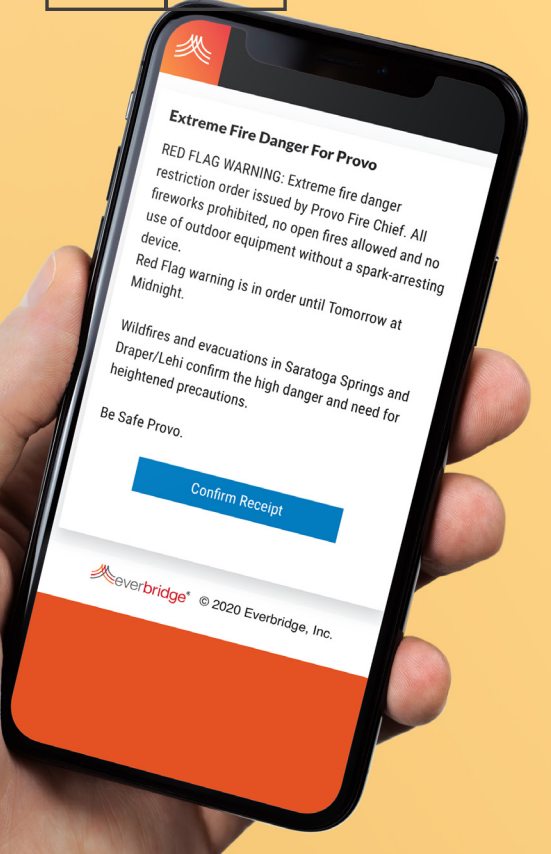 Extreme Fire Danger For Provo
RED FLAG WARNING: Extreme fire danger
restriction order issued by Provo Fire Chief. All
fireworks prohibited, no open fires allowed and no
use of outdoor equipment without a spark-arresting
device.
Red Flag warning is in order until Tomorrow at
Midnight.
Wildfires and evacuations in Saratoga Springs and
Draper/Lehi confirm the high danger and need for
heightened precautions.
Be Safe Provo.
Confirm Receipt
everbridge® © 2020 Everbridge, Inc.